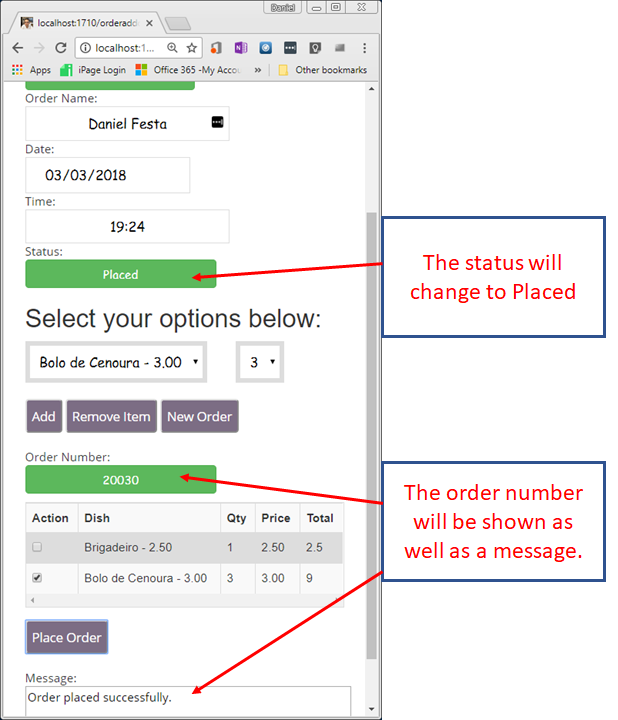 Daniel
localhost:1710/orderadd
localhost:1...
Apps iPage Login Office 365 -My Accou » Other bookmarks
Order Name:
Daniel Festa
Date:
03/03/2018
Time:
19:24
Status:
Placed
The status will
change to Placed
Select your options below:
Bolo de Cenoura - 3.00 3
Add Remove Item New Order
Order Number:
20030
The order number
will be shown as
well as a message.
Action Dish Qty Price Total
Brigadeiro - 2.50 1 2.50 2.5
Bolo de Cenoura - 3.00 3 3.00 9
Place Order
Message:
Order placed successfully.